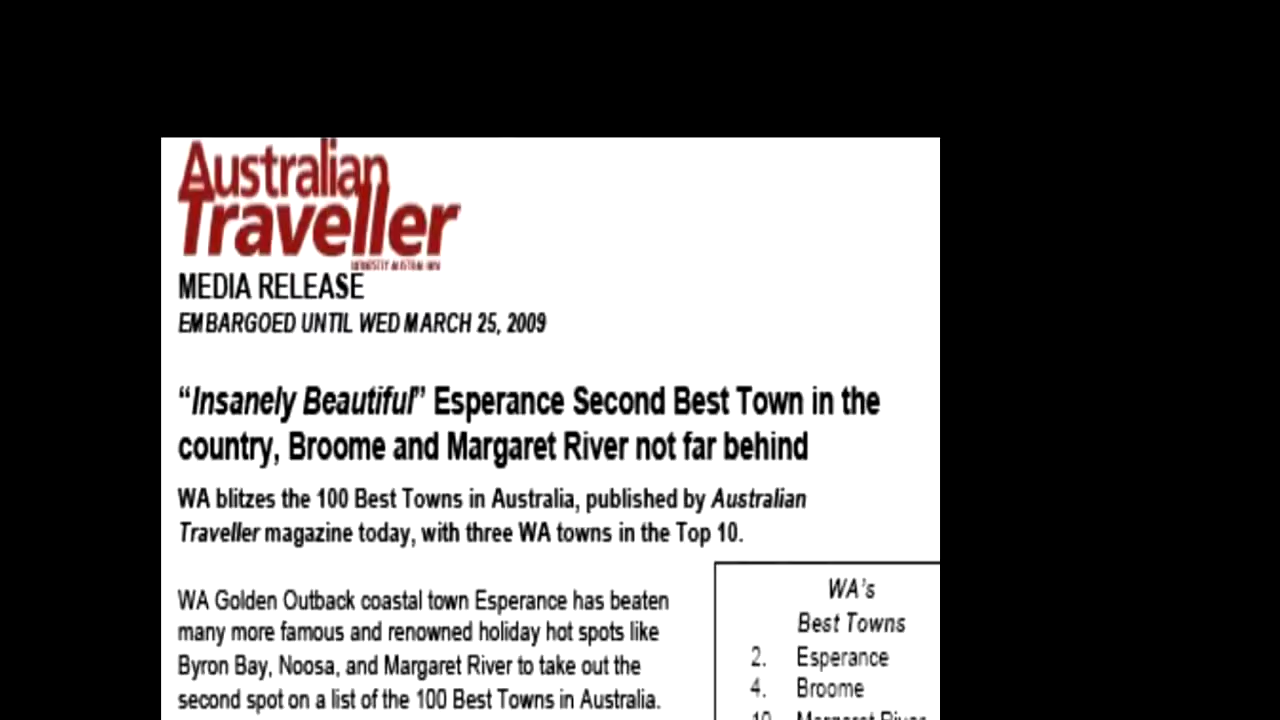 Australian
Traveller
MEDIA RELEASE
EMBARGOED UNTIL WED MARCH 25, 2009
“Insanely Beautiful” Esperance Second Best Town in the
country, Broome and Margaret River not far behind
WA blitzes the 100 Best Towns in Australia, published by Australian
Traveller magazine today, with three WA towns in the Top 10.
WA Golden Outback coastal town Esperance has beaten
many more famous and renowned holiday hot spots like
Byron Bay, Noosa, and Margaret River to take out the
second spot on a list of the 100 Best Towns in Australia.
WA’s
Best Towns
2. Esperance
4. Broome
10. Margaret River